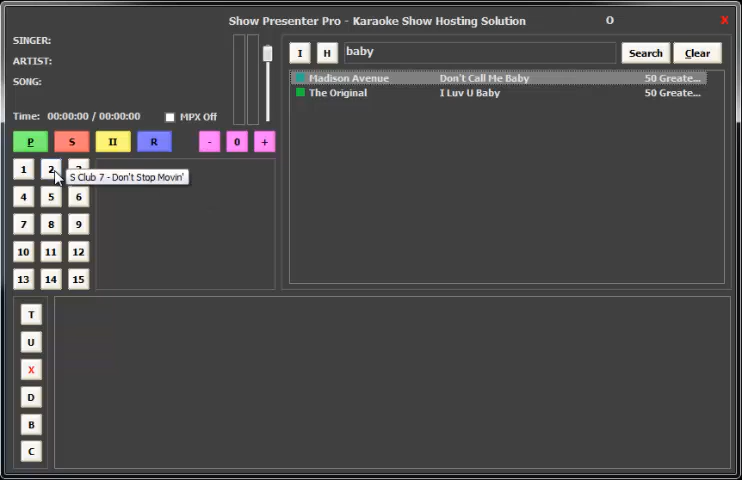 Show Presenter Pro - Karaoke Show Hosting Solution
O
X
SINGER:
ARTIST:
SONG:
Time: 00:00:00 / 00:00:00
MPX Off
P S II R - 0 +
I H baby Search Clear
Madison Avenue Don't Call Me Baby 50 Greate...
The Original I Luv U Baby 50 Greate...
1 2
S Club 7 - Don't Stop Movin'
4 5 6
7 8 9
10 11 12
13 14 15
T
U
X
D
B
C